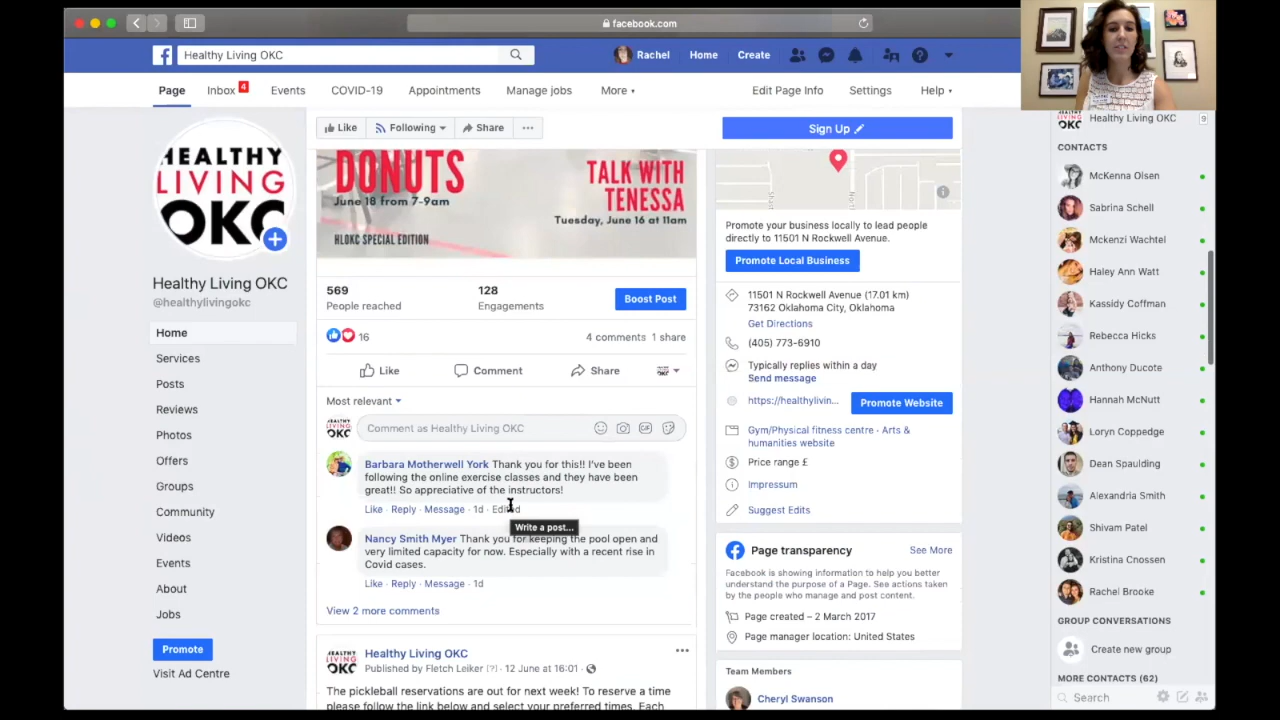 facebook.com
Healthy Living OKC
Rachel
Home
Create
Page
Inbox
4
Events
COVID-19
Appointments
Manage jobs
More
Edit Page Info
Settings
Help
HEALTHY
LIVING
OKC
Healthy Living OKC
@healthylivingokc
Home
Services
Posts
Reviews
Photos
Offers
Groups
Community
Videos
Events
About
Jobs
Promote
Visit Ad Centre
Like
Following
Share
Sign Up
DONUTS
June 18 from 7-9am
HLOKC SPECIAL EDITION
TALK WITH
TENESSA
Tuesday, June 16 at 11am
569
People reached
128
Engagements
Boost Post
16
4 comments 1 share
Like
Comment
Share
Most relevant
Comment as Healthy Living OKC
GIF
Barbara Motherwell York Thank you for this!! I've been
following the online exercise classes and they have been
great!! So appreciative of the instructors!
Like · Reply · Message · 1d · Edited
Write a post...
Nancy Smith Myer Thank you for keeping the pool open and
very limited capacity for now. Especially with a recent rise in
Covid cases.
Like · Reply · Message · 1d
View 2 more comments
Healthy Living OKC
Published by Fletch Leiker [?] · 12 June at 16:01 ·
The pickleball reservations are out for next week! To reserve a time
please follow the link below and select your preferred times. Each
Promote your business locally to lead people
directly to 11501 N Rockwell Avenue.
Promote Local Business
11501 N Rockwell Avenue (17.01 km)
73162 Oklahoma City, Oklahoma
Get Directions
(405) 773-6910
Typically replies within a day
Send message
https://healthylivin...
Promote Website
Gym/Physical fitness centre · Arts &
humanities website
Price range £
Impressum
Suggest Edits
Page transparency
See More
Facebook is showing information to help you better
understand the purpose of a Page. See actions taken
by the people who manage and post content.
Page created – 2 March 2017
Page manager location: United States
Team Members
Cheryl Swanson
Healthy Living OKC
9
CONTACTS
McKenna Olsen
Sabrina Schell
Mckenzi Wachtel
Haley Ann Watt
Kassidy Coffman
Rebecca Hicks
Anthony Ducote
Hannah McNutt
Loryn Coppedge
Dean Spaulding
Alexandria Smith
Shivam Patel
Kristina Cnossen
Rachel Brooke
GROUP CONVERSATIONS
Create new group
MORE CONTACTS (62)
Search